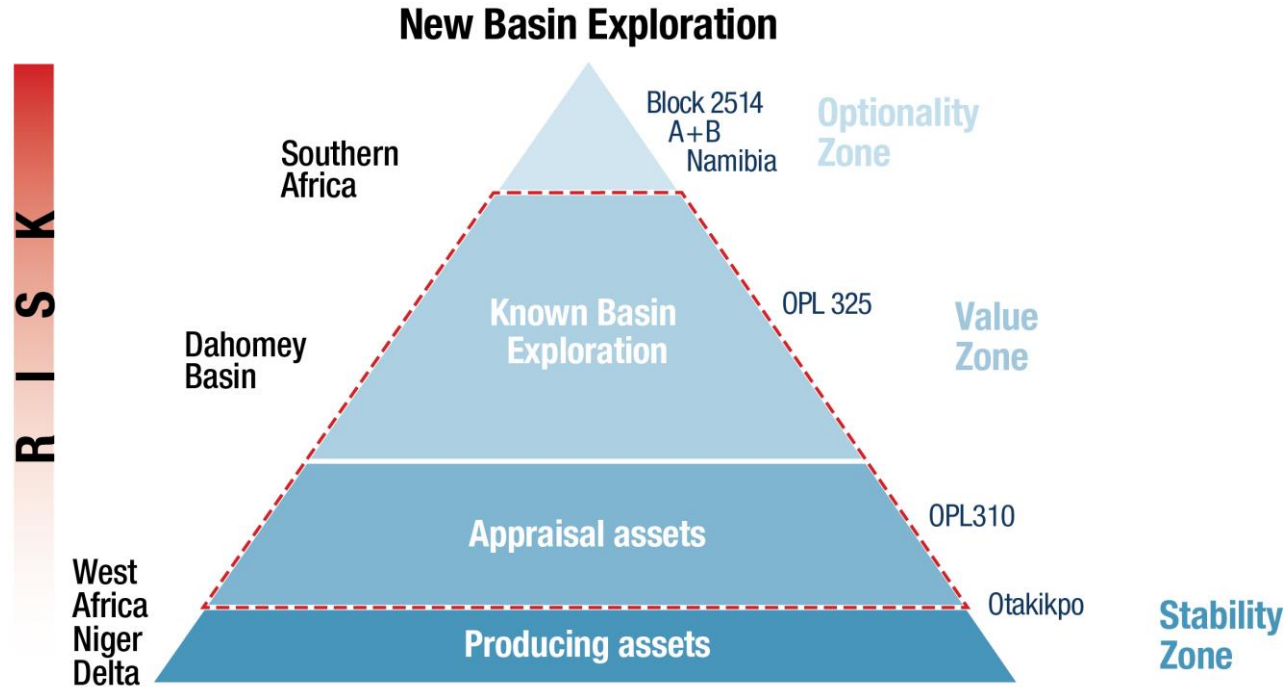 New Basin Exploration
RISK
Southern
Africa
Block 2514
A+B
Namibia
Optionality
Zone
Dahomey
Basin
Known Basin
Exploration
OPL 325
Value
Zone
Appraisal assets
OPL310
West
Africa
Niger
Delta
Producing assets
Otakikpo
Stability
Zone